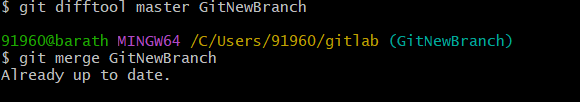 $ git difftool master GitNewBranch
91960@barath MINGW64 /C/Users/91960/gitlab (GitNewBranch)
$ git merge GitNewBranch
Already up to date.